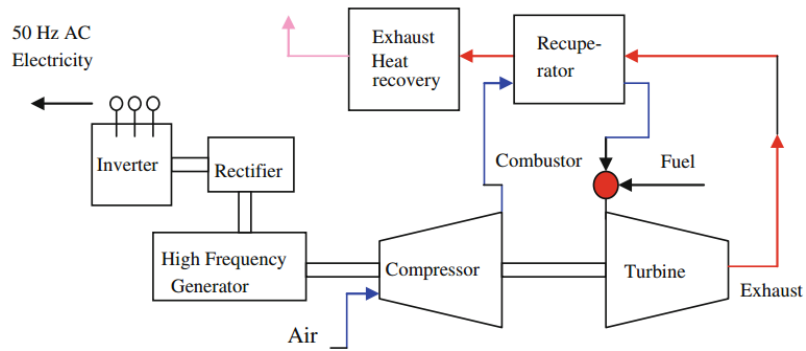 50 Hz AC
Electricity
Exhaust
Heat
recovery
Recupe-
rator
Inverter
Rectifier
Combustor
Fuel
High Frequency
Generator
Compressor
Turbine
Exhaust
Air